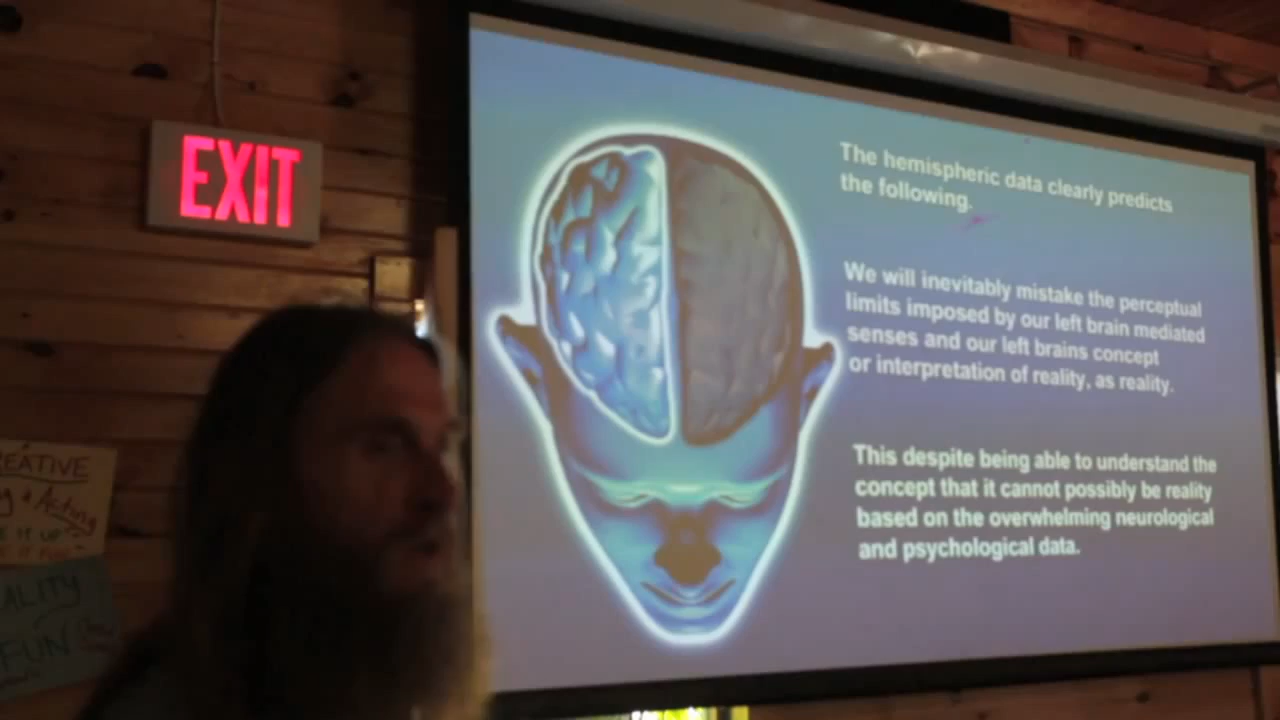 EXIT
The hemispheric data clearly predicts
the following.
We will inevitably mistake the perceptual
limits imposed by our left brain mediated
senses and our left brains concept
or interpretation of reality, as reality.
This despite being able to understand the
concept that it cannot possibly be reality
based on the overwhelming neurological
and psychological data.
EATIVE
Acting
UP
ALITY
FUN